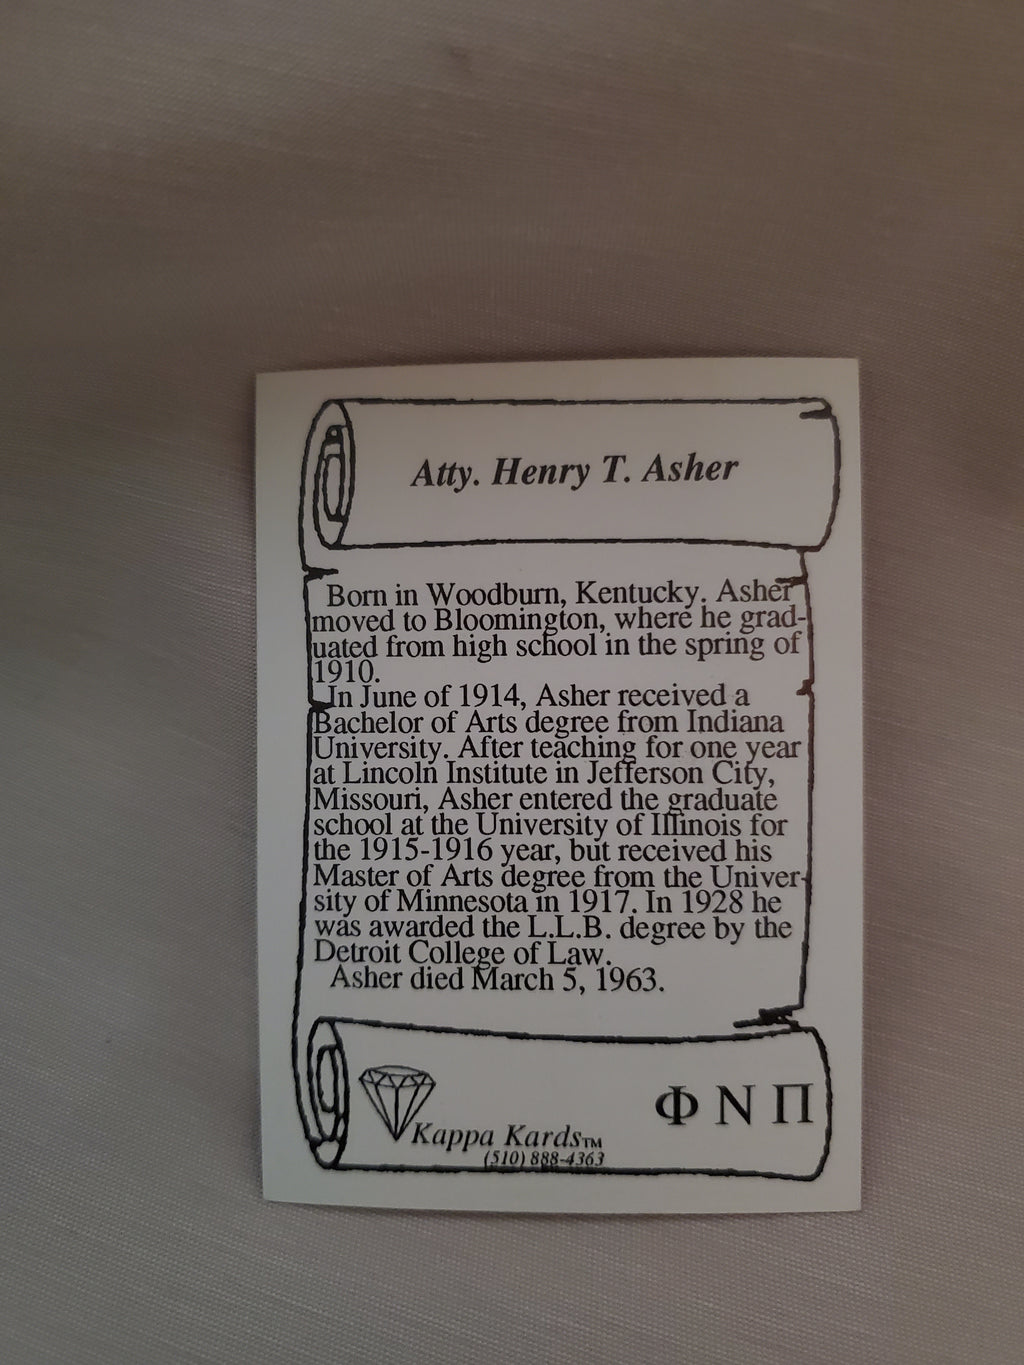 Atty. Henry T. Asher
Born in Woodburn, Kentucky. Asher
moved to Bloomington, where he grad-
uated from high school in the spring of
1910.
In June of 1914, Asher received a
Bachelor of Arts degree from Indiana
University. After teaching for one year
at Lincoln Institute in Jefferson City,
Missouri, Asher entered the graduate
school at the University of Illinois for
the 1915-1916 year, but received his
Master of Arts degree from the Univer-
sity of Minnesota in 1917. In 1928 he
was awarded the L.L.B. degree by the
Detroit College of Law.
Asher died March 5, 1963.
Φ Ν Π
Kappa Kards™
(510) 888-4363